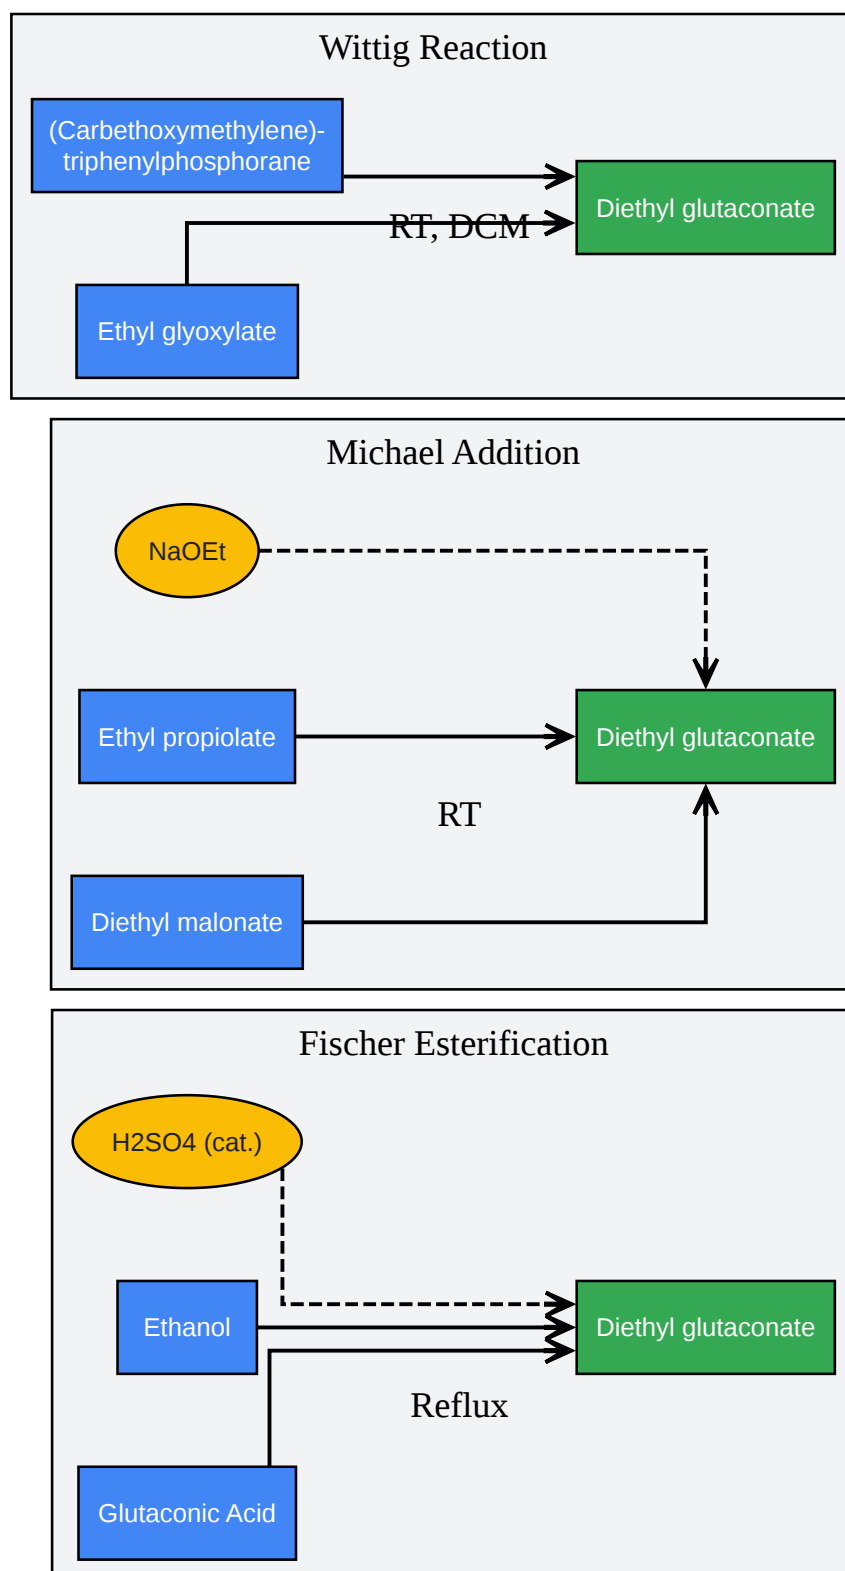 Wittig Reaction
(Carbethoxymethylene)-
triphenylphosphorane
Diethyl glutaconate
RT, DCM
Ethyl glyoxylate
Michael Addition
NaOEt
Ethyl propiolate
Diethyl glutaconate
RT
Diethyl malonate
Fischer Esterification
H2SO4 (cat.)
Ethanol
Diethyl glutaconate
Reflux
Glutaconic Acid